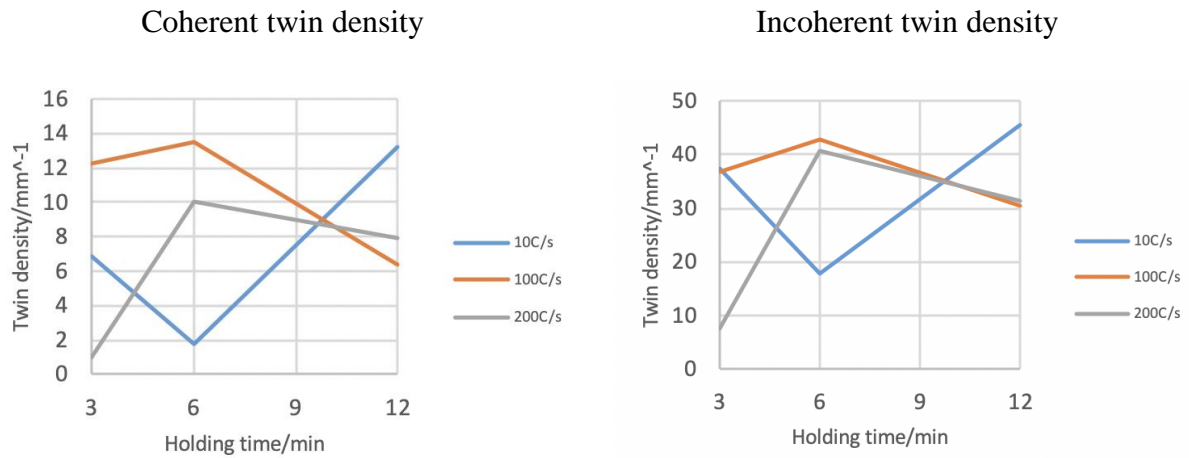 Coherent twin density
Incoherent twin density
Twin density/mm^-1
16
14
12
10
8
6
4
2
0
3 6 9 12
Holding time/min
10C/s
100C/s
200C/s
Twin density/mm^-1
50
40
30
20
10
0
3 6 9 12
Holding time/min
10C/s
100C/s
200C/s